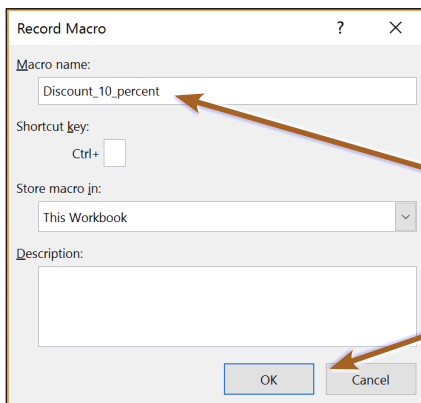 Record Macro ? X
Macro name:
Discount_10_percent
Shortcut key:
Ctrl+
Store macro in:
This Workbook
Description:
OK Cancel